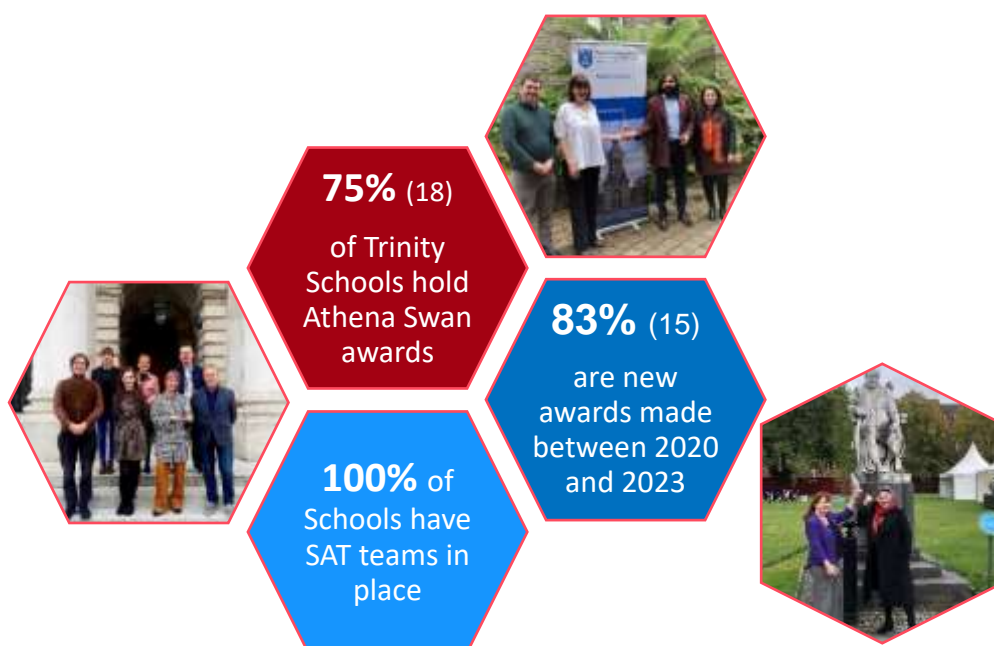 75% (18)
of Trinity
Schools hold
Athena Swan
awards
83% (15)
are new
awards made
between 2020
and 2023
100% of
Schools have
SAT teams in
place